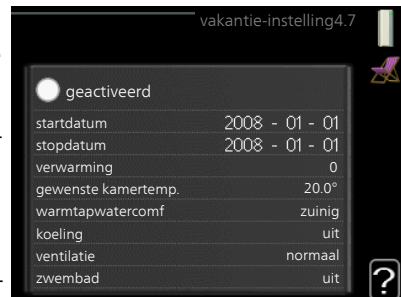 vakantie-instelling4.7
geactiveerd
startdatum 2008 - 01 - 01
stopdatum 2008 - 01 - 01
verwarming 0
gewenste kamertemp. 20.0°
warmtapwatercomf zuinig
koeling uit
ventilatie normaal
zwembad uit
?